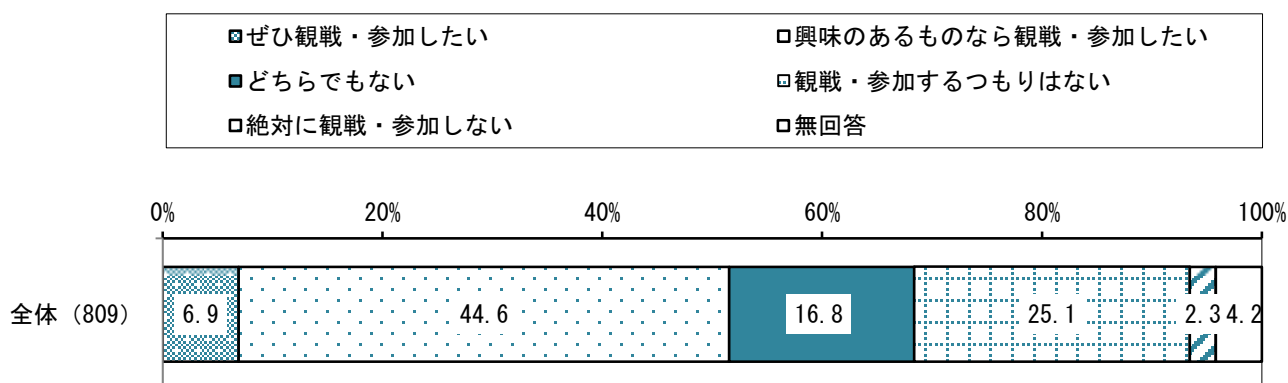 ぜひ観戦・参加したい 興味のあるものなら観戦・参加したい
どちらでもない 観戦・参加するつもりはない
絶対に観戦・参加しない 無回答
0% 20% 40% 60% 80% 100%
全体（809） 6.9 44.6 16.8 25.1 2.3 4.2